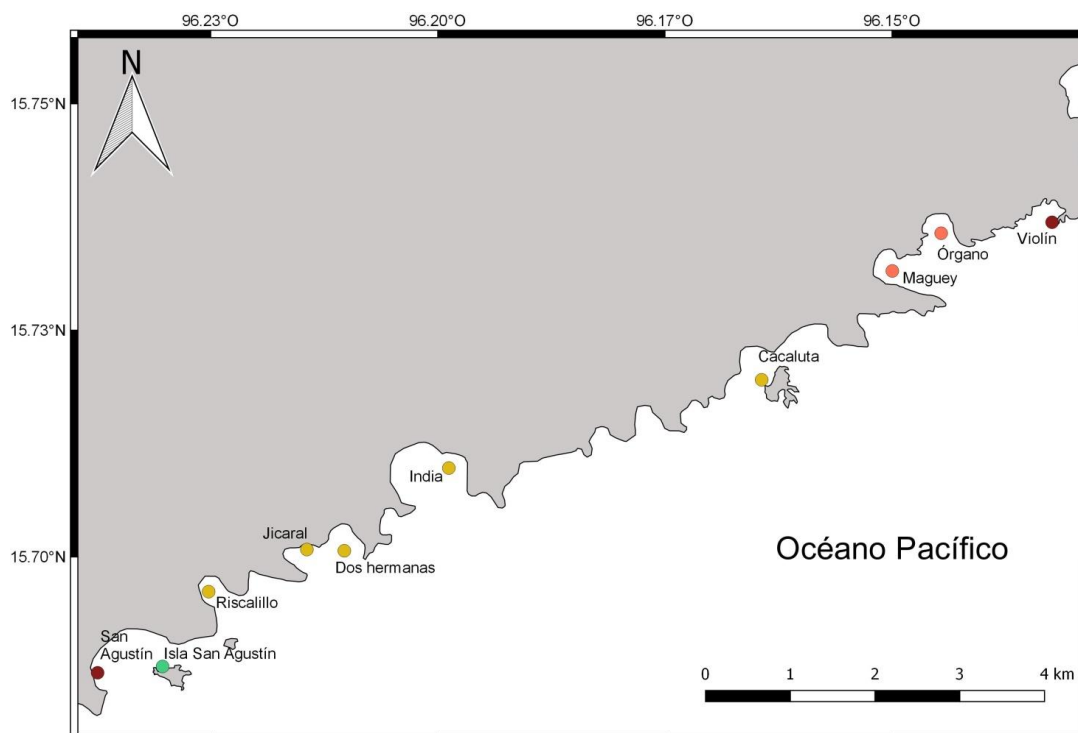 96.23°O
96.20°O
96.17°O
96.15°O
N
15.75°N
Violín
Órgano
Maguey
15.73°N
Cacaluta
India
Jicaral
15.70°N
Océano Pacífico
Dos hermanas
Riscalillo
San
Agustín
Isla San Agustín
0
1
2
3
4 km